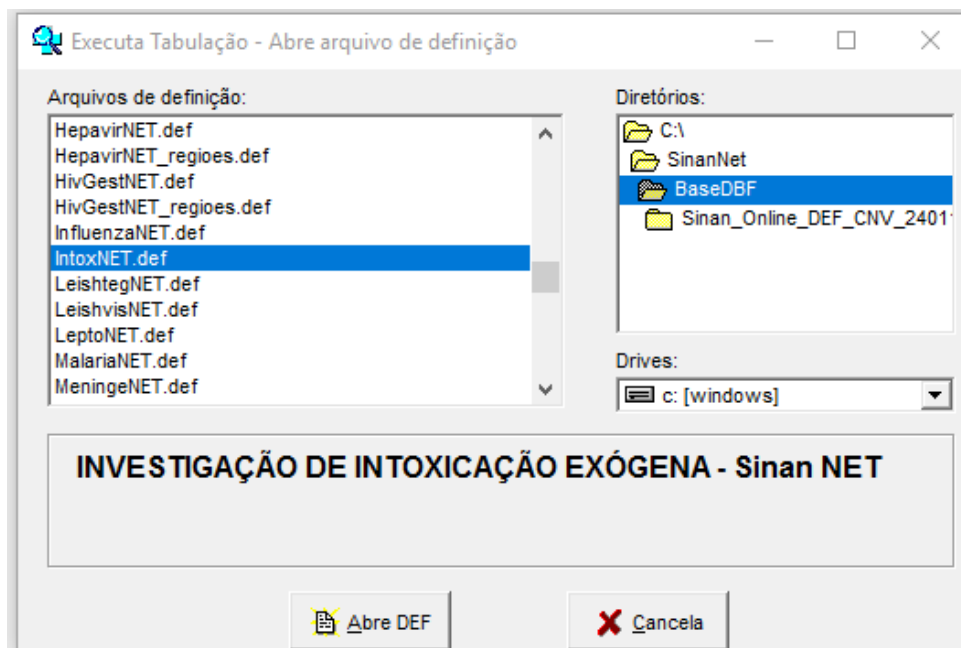 Executa Tabulação - Abre arquivo de definição
Arquivos de definição:
HepavirNET.def
HepavirNET_regioes.def
HivGestNET.def
HivGestNET_regioes.def
InfluenzaNET.def
IntoxNET.def
LeishtegNET.def
LeishvisNET.def
LeptoNET.def
MalariaNET.def
MeningeNET.def
Diretórios:
C:\
SinanNet
BaseDBF
Sinan_Online_DEF_CNV_2401
Drives:
c: [windows]
INVESTIGAÇÃO DE INTOXICAÇÃO EXÓGENA - Sinan NET
Abre DEF
Cancela